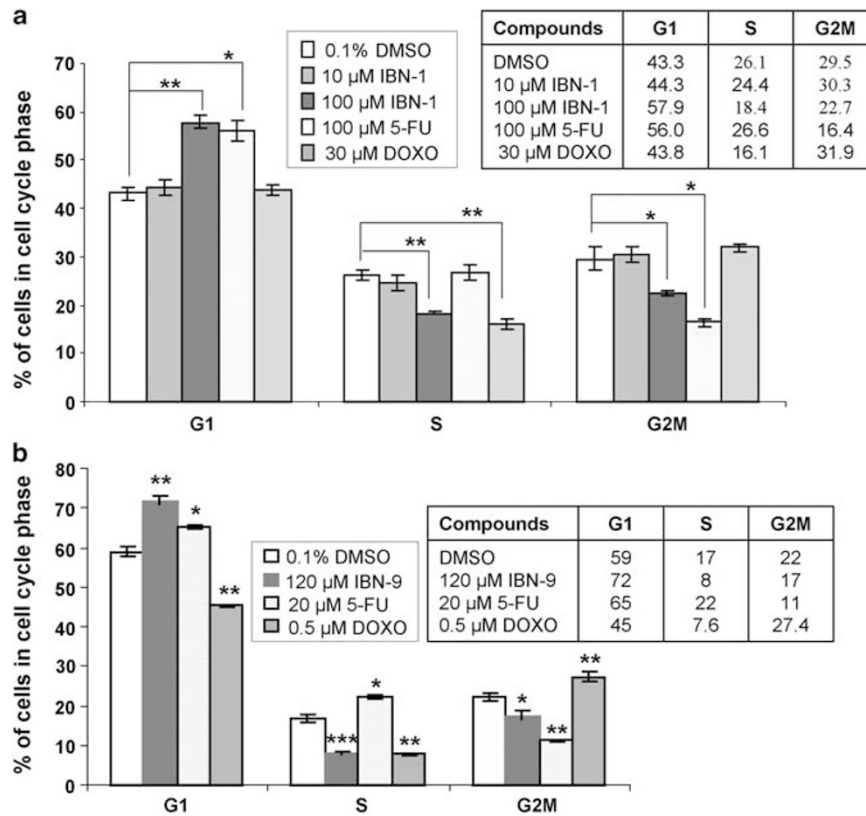 a
% of cells in cell cycle phase
70
60
50
40
30
20
10
0
* 
**
**
**
*
*
G1
S
G2M
0.1% DMSO
10 µM IBN-1
100 µM IBN-1
100 µM 5-FU
30 µM DOXO
Compounds G1 S G2M
DMSO 43.3 26.1 29.5
10 µM IBN-1 44.3 24.4 30.3
100 µM IBN-1 57.9 18.4 22.7
100 µM 5-FU 56.0 26.6 16.4
30 µM DOXO 43.8 16.1 31.9
b
% of cells in cell cycle phase
80
70
60
50
40
30
20
10
0
**
*
**
***
*
**
*
**
**
G1
S
G2M
0.1% DMSO
120 µM IBN-9
20 µM 5-FU
0.5 µM DOXO
Compounds G1 S G2M
DMSO 59 17 22
120 µM IBN-9 72 8 17
20 µM 5-FU 65 22 11
0.5 µM DOXO 45 7.6 27.4